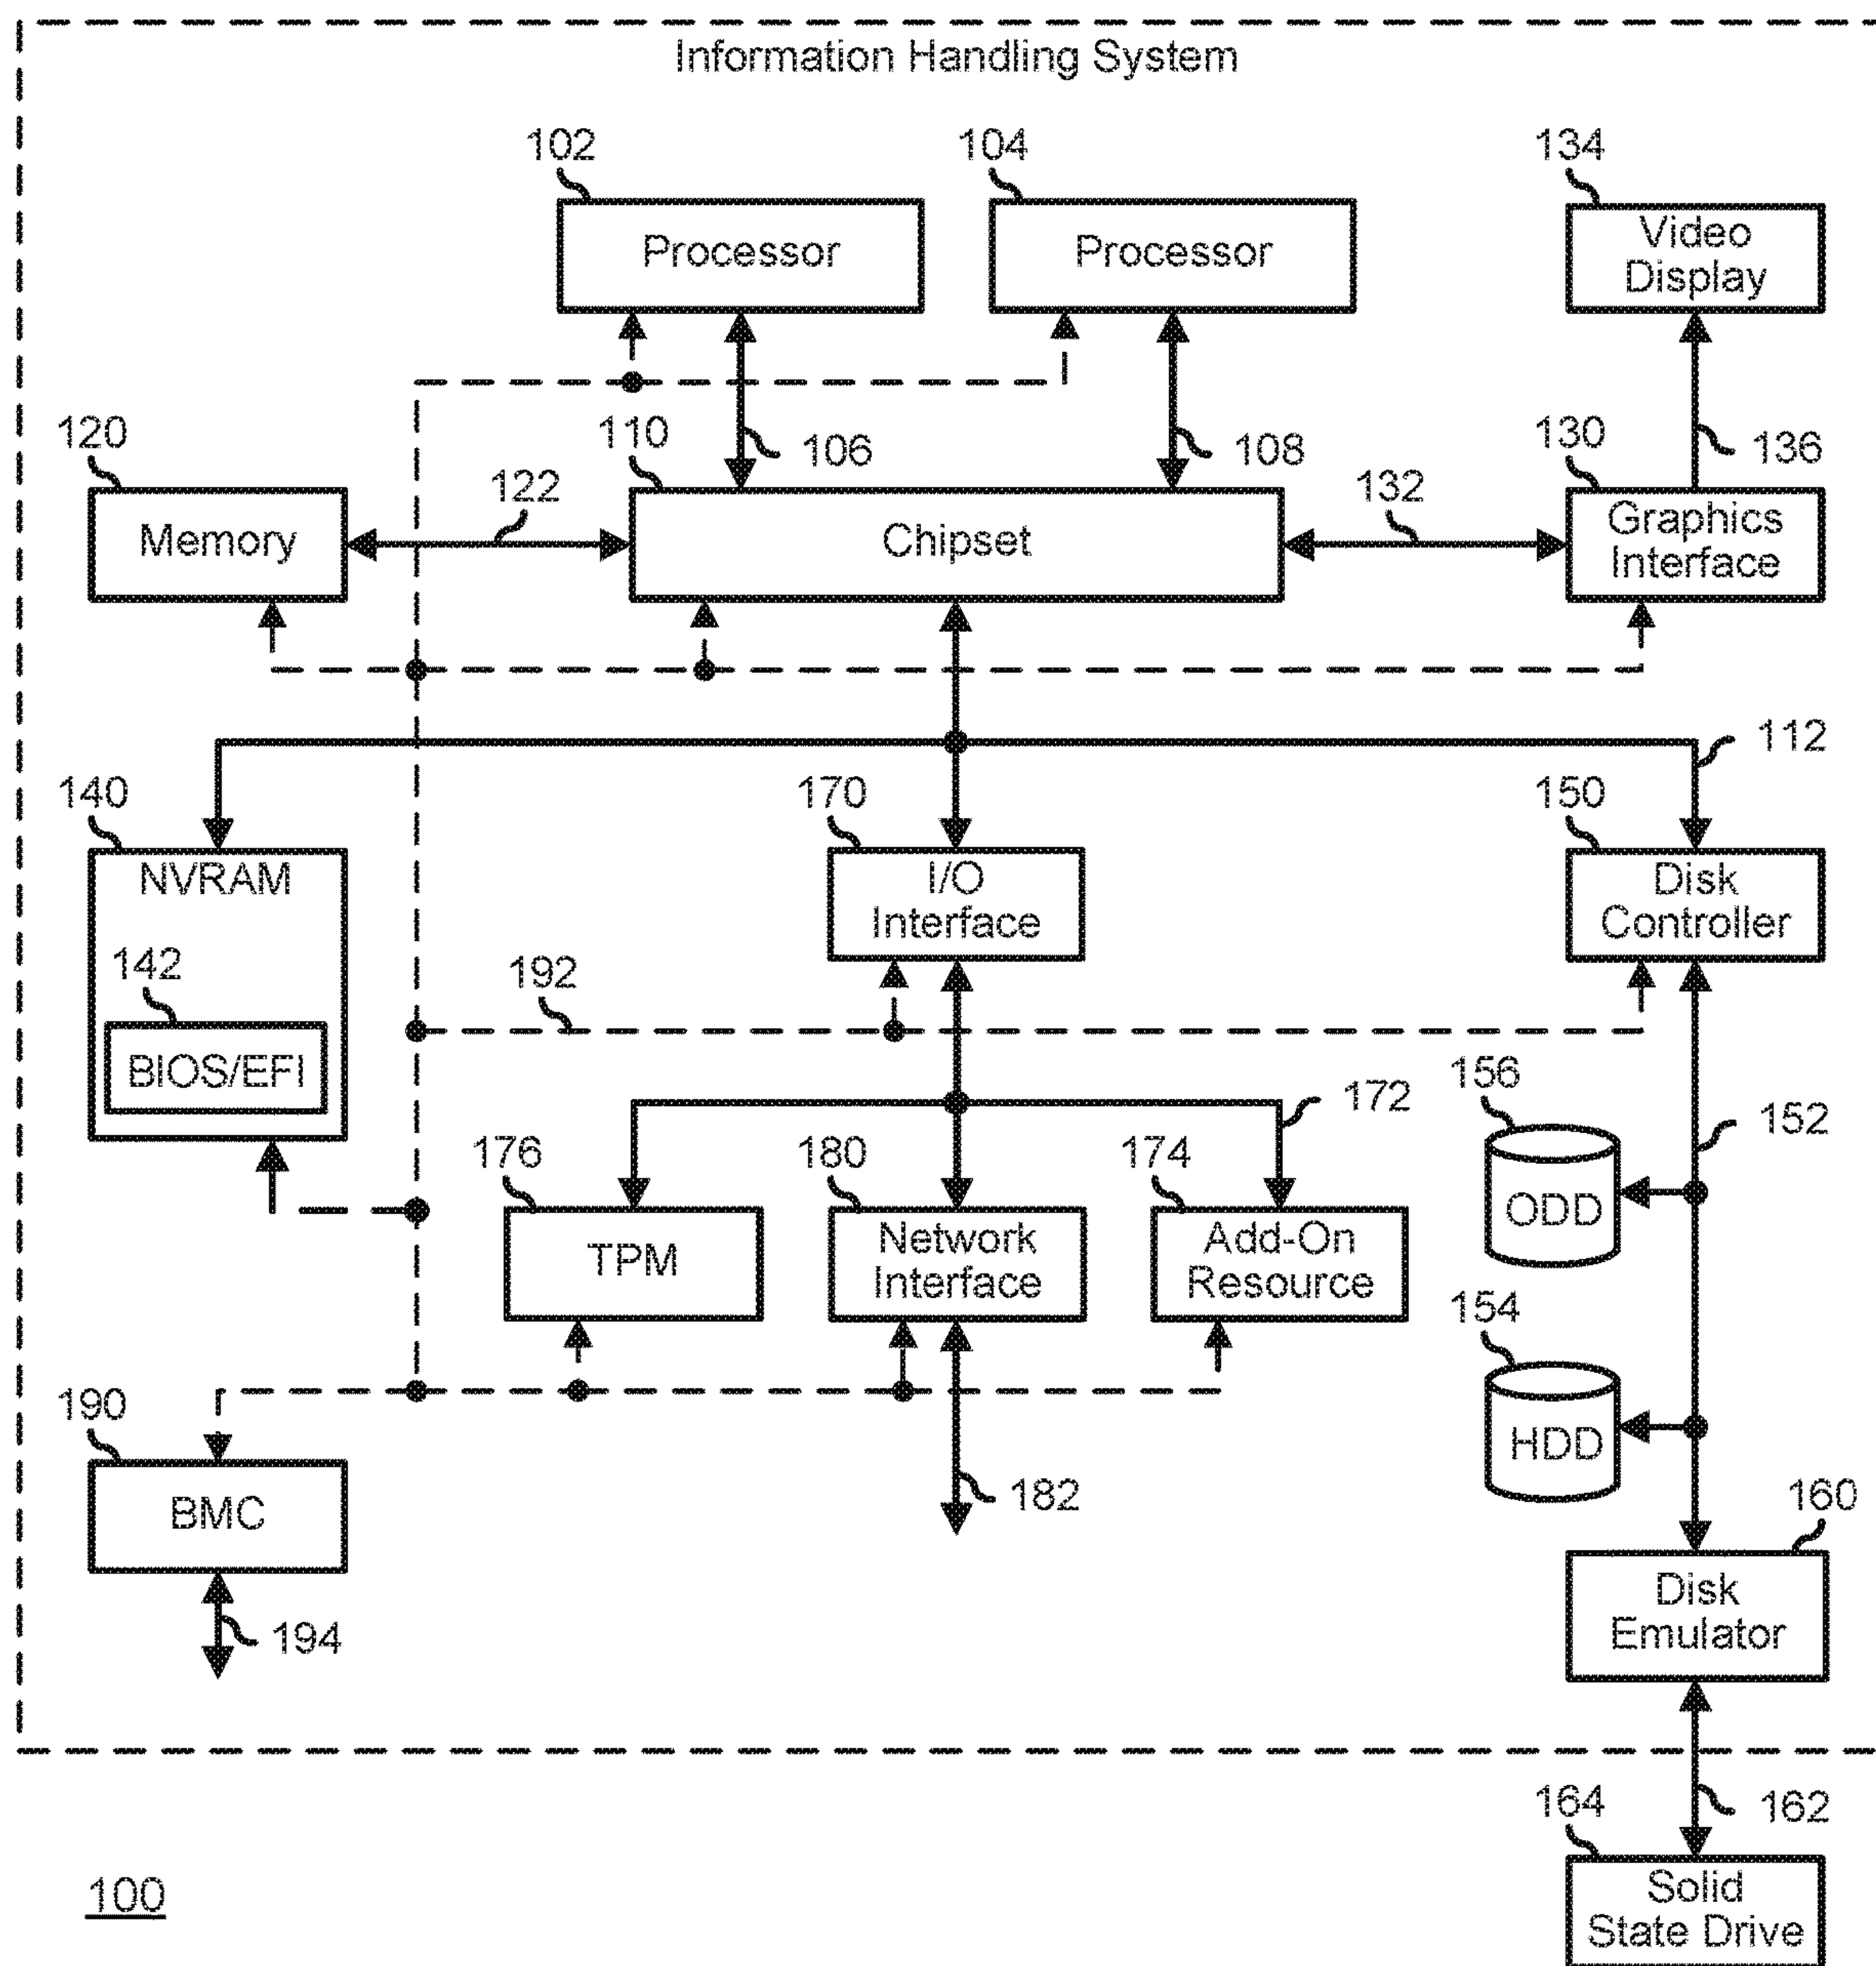 Information Handling System
102
104
134
Processor
Processor
Video
Display
120
110
106
108
130
136
122
132
Memory
Chipset
Graphics
Interface
112
140
170
150
NVRAM
I/O
Interface
Disk
Controller
142
192
BIOS/EFI
156
172
152
176
180
174
ODD
TPM
Network
Interface
Add-On
Resource
154
190
HDD
182
160
BMC
Disk
Emulator
194
164
162
100
Solid
State Drive